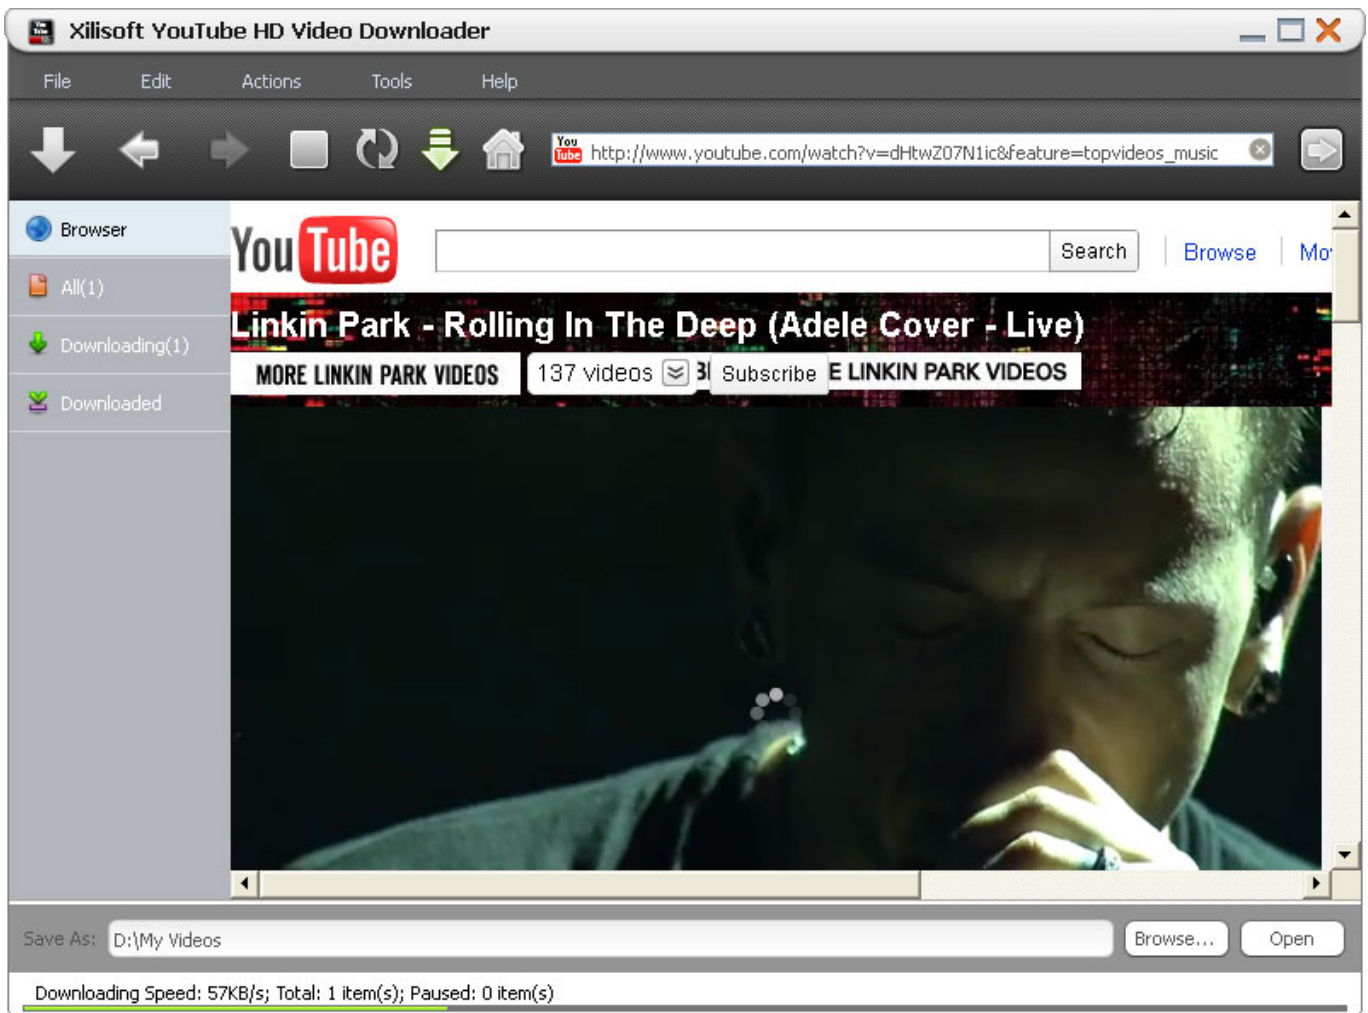 Xilisoft YouTube HD Video Downloader
File Edit Actions Tools Help
You Tube http://www.youtube.com/watch?v=dHtwZ07N1ic&feature=topvideos_music
Browser
All(1)
Downloading(1)
Downloaded
You Tube Search Browse Mo
Linkin Park - Rolling In The Deep (Adele Cover - Live)
MORE LINKIN PARK VIDEOS 137 videos Subscribe E LINKIN PARK VIDEOS
Save As: D:\My Videos Browse... Open
Downloading Speed: 57KB/s; Total: 1 item(s); Paused: 0 item(s)